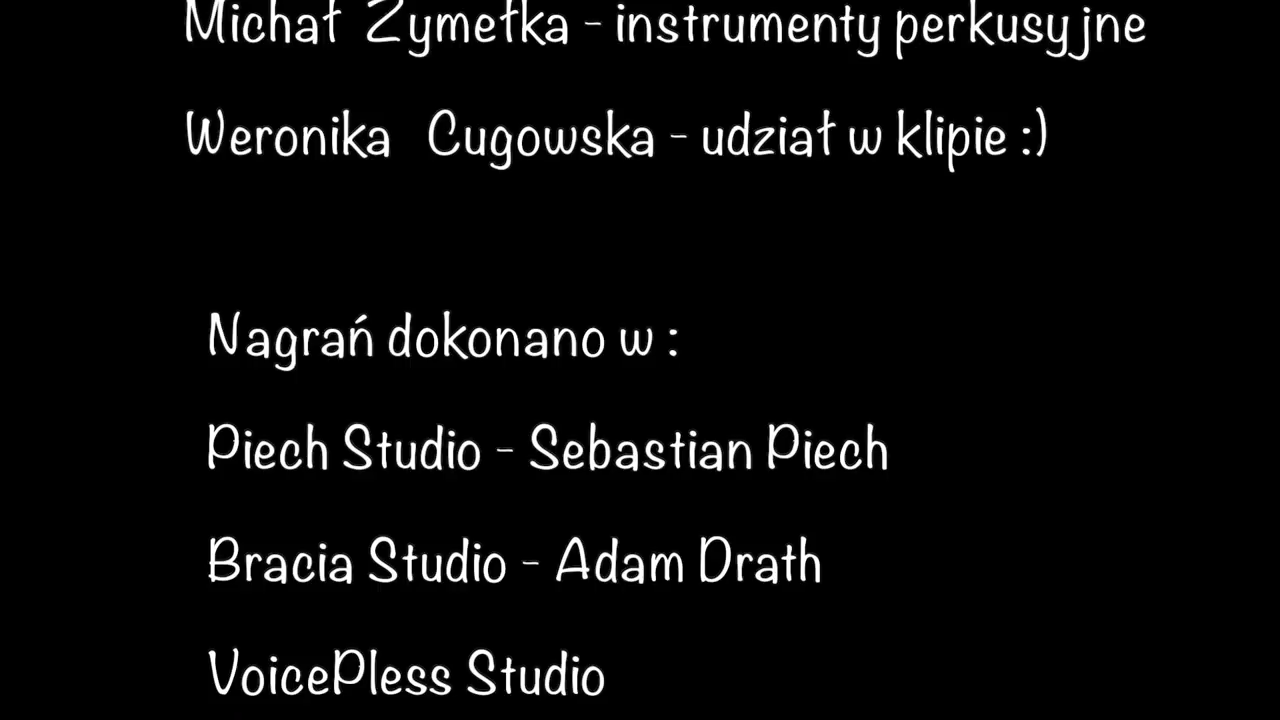 Michał Zymełka - instrumenty perkusyjne
Weronika Cugowska - udział w klipie :)
Nagrań dokonano w :
Piech Studio - Sebastian Piech
Bracia Studio - Adam Drath
VoicePless Studio